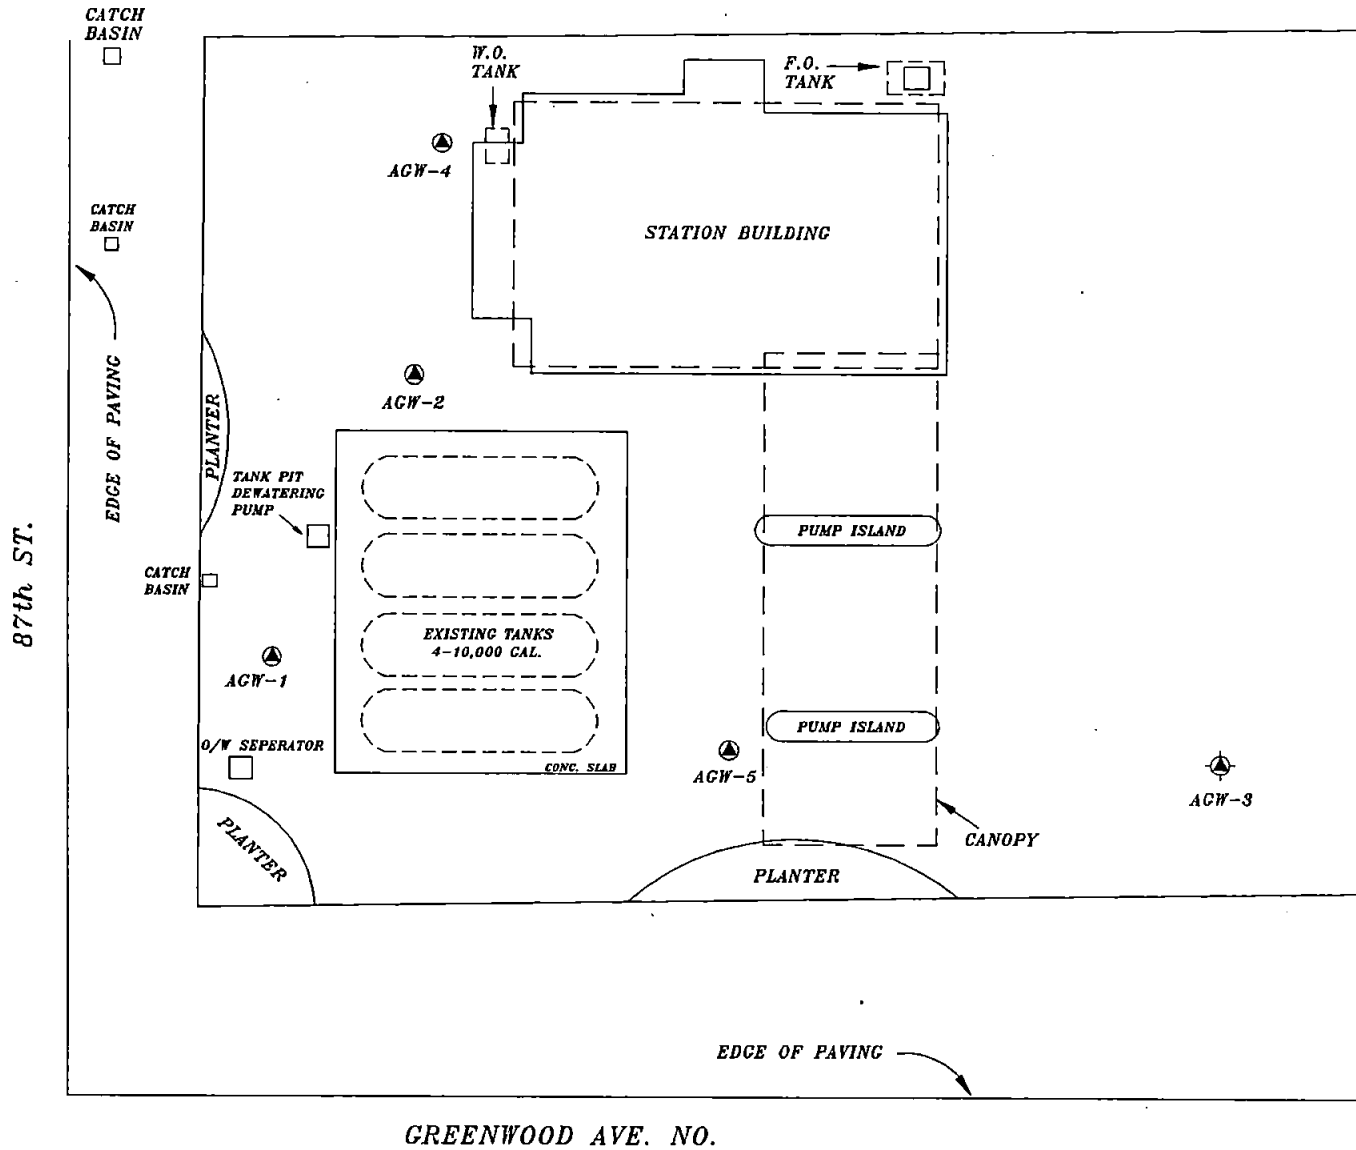 CATCH
BASIN
W.O.
TANK
F.O.
TANK
AGW-4
CATCH
BASIN
STATION BUILDING
EDGE OF PAVING
PLANTER
AGW-2
TANK PIT
DEWATERING
PUMP
PUMP ISLAND
87th ST.
CATCH
BASIN
EXISTING TANKS
4-10,000 GAL.
AGW-1
O/W SEPERATOR
PUMP ISLAND
CONC. SLAB
AGW-5
AGW-3
PLANTER
CANOPY
PLANTER
EDGE OF PAVING
GREENWOOD AVE. NO.